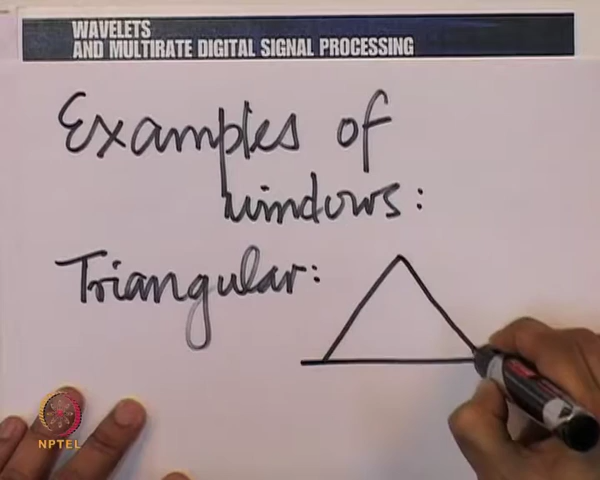 WAVELETS
AND MULTIRATE DIGITAL SIGNAL PROCESSING
Examples of
windows:
Triangular:
NPTEL